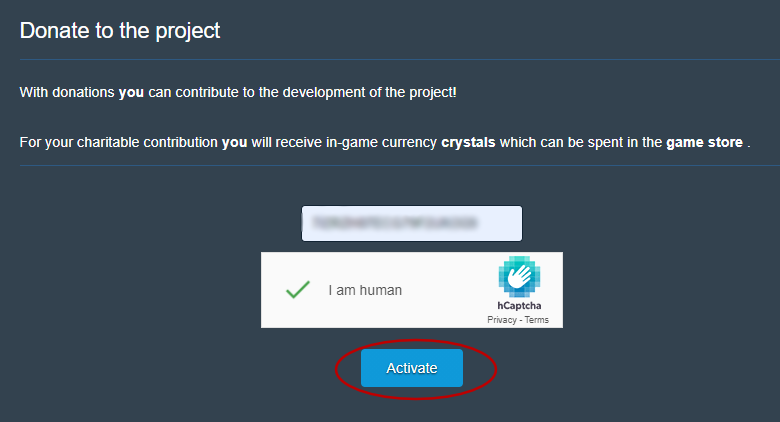 Donate to the project
With donations you can contribute to the development of the project!
For your charitable contribution you will receive in-game currency crystals which can be spent in the game store .
I am human
hCaptcha
Privacy - Terms
Activate